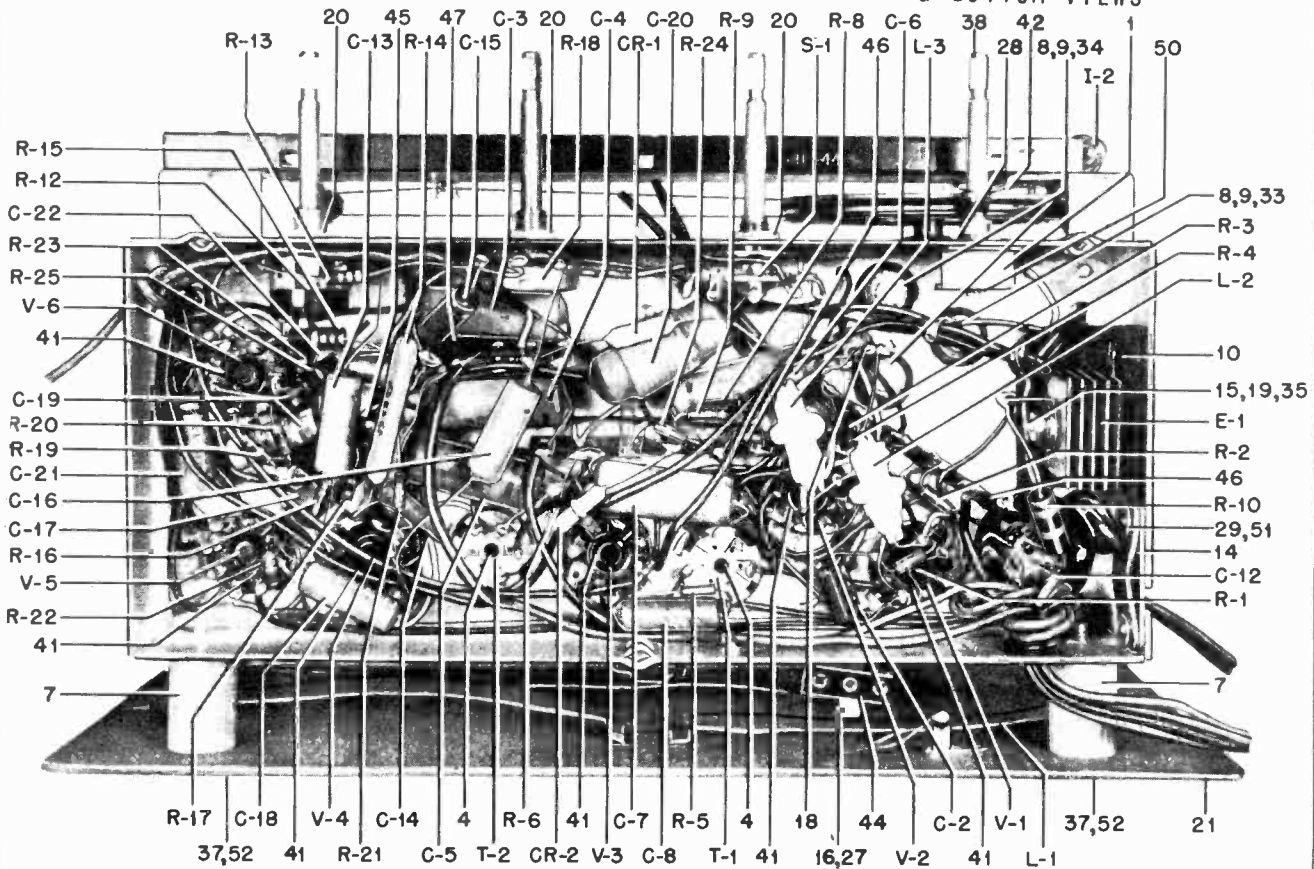 BOTTOM VIEWS
20 45 47 C-3 20 C-4 C-20 R-9 20 R-8 C-6 38 42 1
R-13 C-13 R-14 C-15 R-18 CR-1 R-24 S-1 46 L-3 28 8,9,34 50
I-2
R-15
R-12
C-22
R-23
R-25
V-6
41
C-19
R-20
R-19
C-21
C-16
C-17
R-16
V-5
R-22
41
7
8,9,33
R-3
R-4
L-2
10
15,19,35
E-1
R-2
46
R-10
29,51
14
C-12
R-1
7
R-17 C-18 V-4 C-14 4 R-6 41 C-7 R-5 4 18 44 C-2 V-1 37,52 21
37,52 41 R-21 C-5 T-2 CR-2 V-3 C-8 T-1 41 16,27 V-2 41 L-1